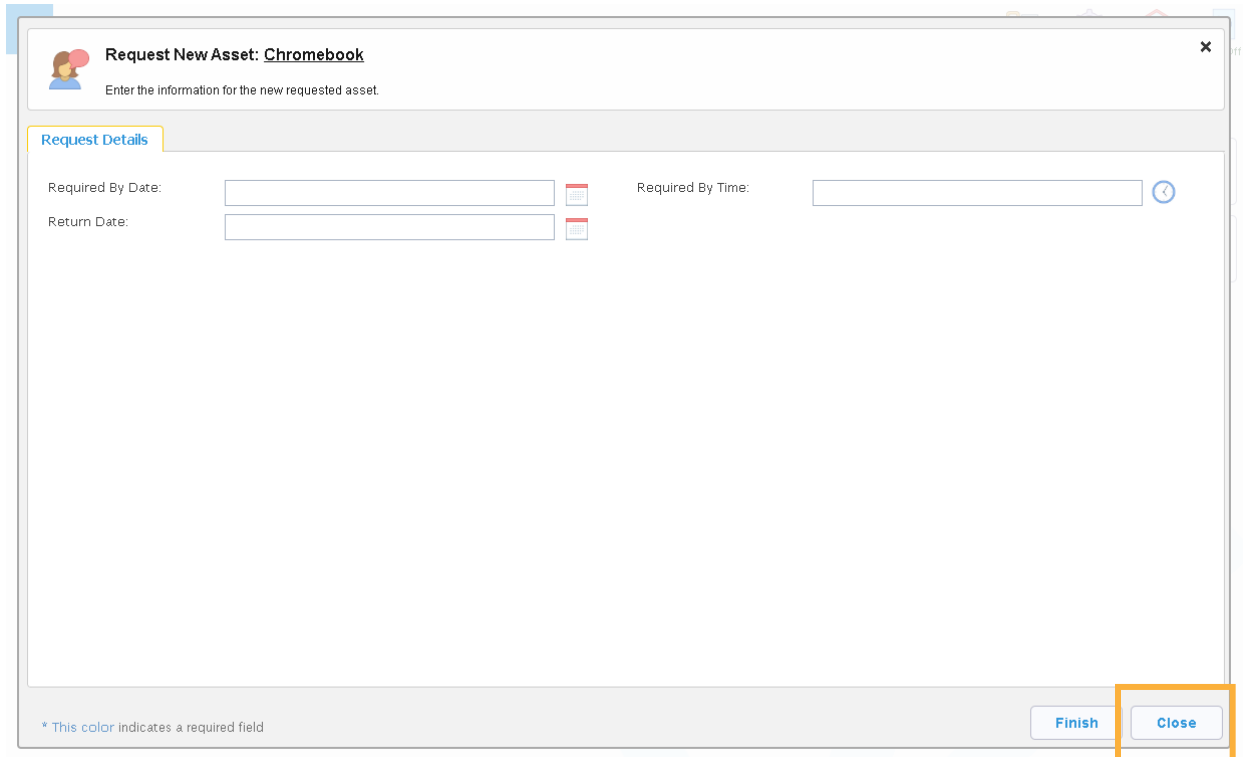 Request New Asset: Chromebook
Enter the information for the new requested asset.
Request Details
Required By Date:
Required By Time:
Return Date:
* This color indicates a required field
Finish
Close